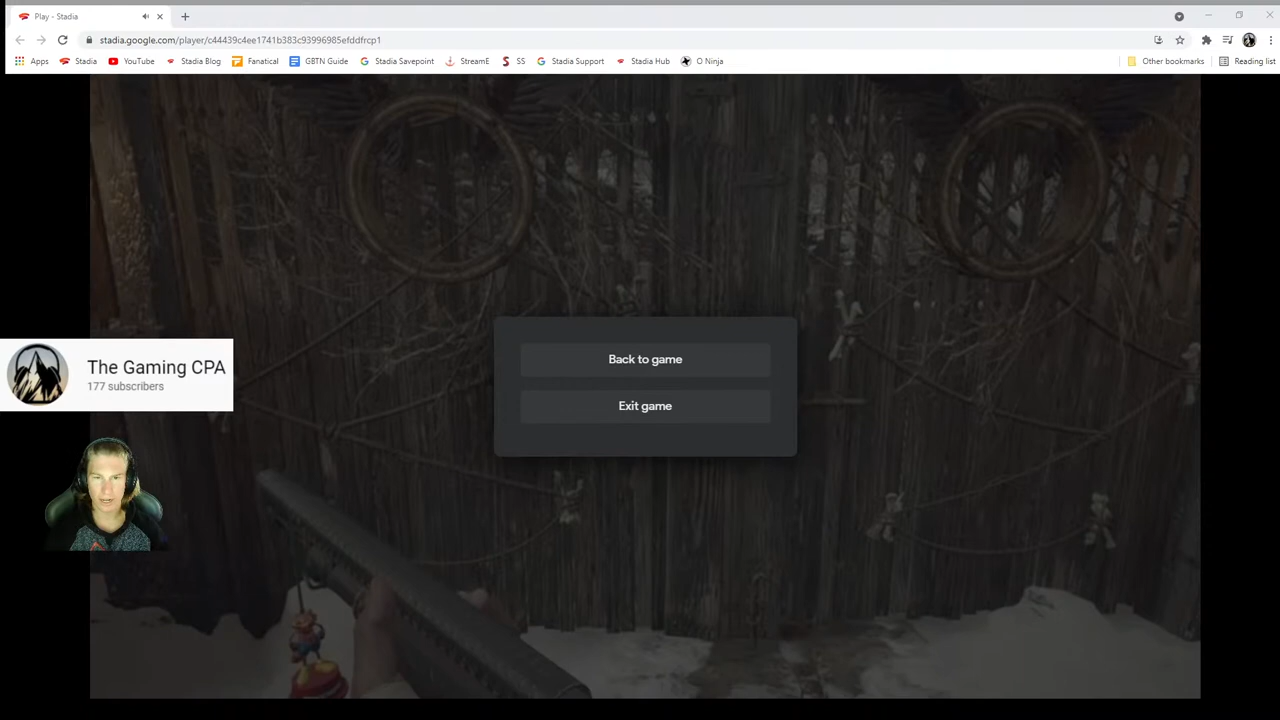 Play - Stadia
stadia.google.com/player/c44439c4ee1741b383c93996985efddfrcp1
Apps Stadia YouTube Stadia Blog Fanatical GBTN Guide Stadia Savepoint StreamE SS Stadia Support Stadia Hub O Ninja Other bookmarks Reading list
Back to game
The Gaming CPA
177 subscribers
Exit game